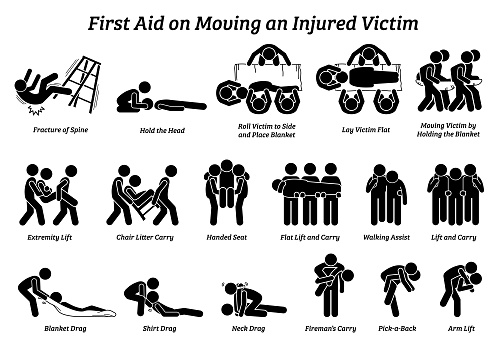 First Aid on Moving an Injured Victim
Fracture of Spine
Hold the Head
Roll Victim to Side
and Place Blanket
Lay Victim Flat
Moving Victim by
Holding the Blanket
Extremity Lift
Chair Litter Carry
Handed Seat
Flat Lift and Carry
Walking Assist
Lift and Carry
Blanket Drag
Shirt Drag
Neck Drag
Fireman's Carry
Pick-a-Back
Arm Lift